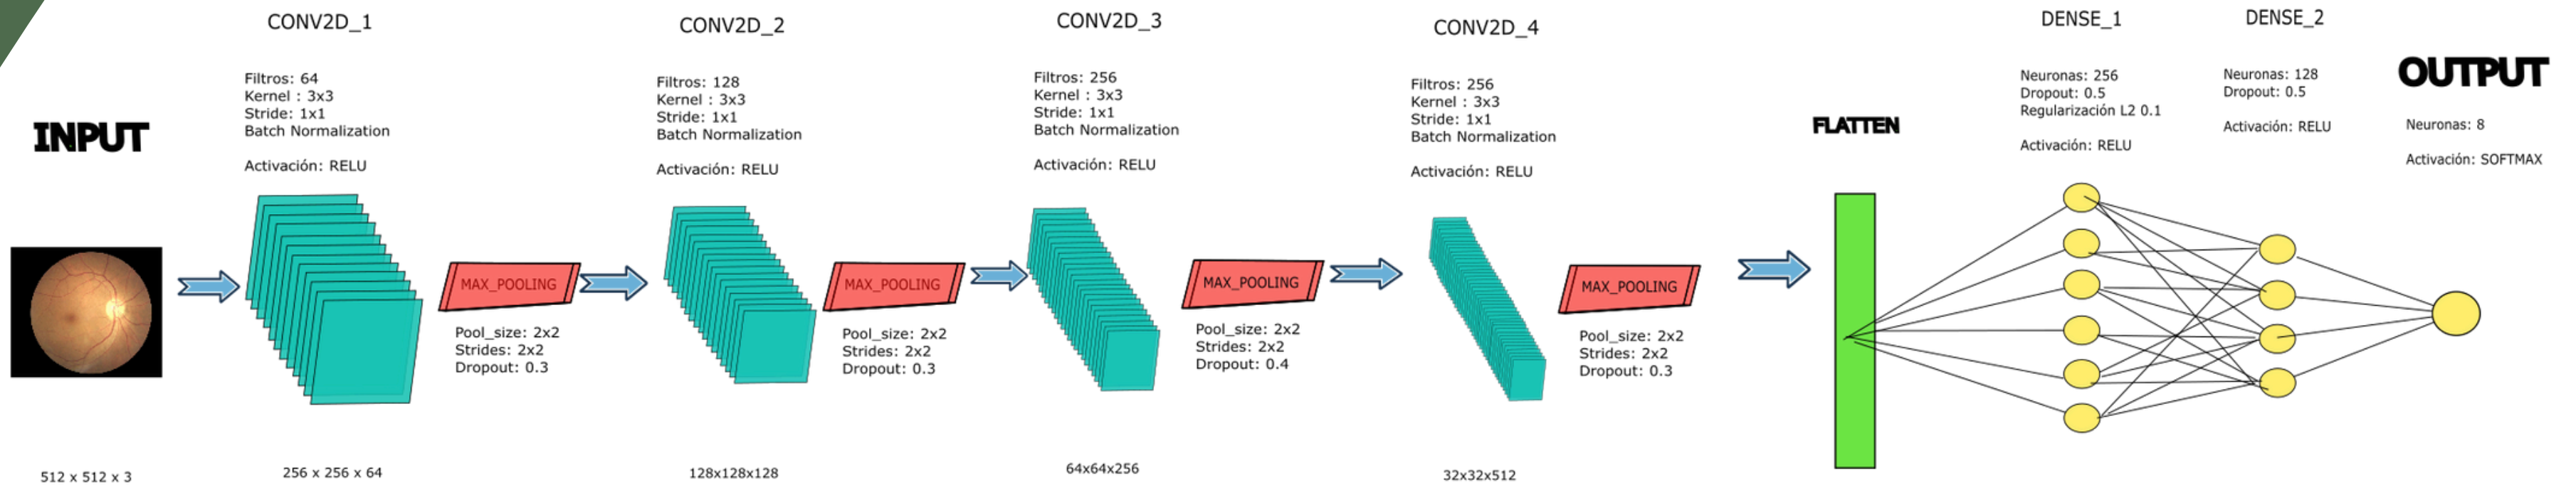 INPUT
512 x 512 x 3
CONV2D_1
Filtros: 64
Kernel : 3x3
Stride: 1x1
Batch Normalization
Activación: RELU
256 x 256 x 64
MAX_POOLING
Pool_size: 2x2
Strides: 2x2
Dropout: 0.3
CONV2D_2
Filtros: 128
Kernel : 3x3
Stride: 1x1
Batch Normalization
Activación: RELU
128x128x128
MAX_POOLING
Pool_size: 2x2
Strides: 2x2
Dropout: 0.3
CONV2D_3
Filtros: 256
Kernel : 3x3
Stride: 1x1
Batch Normalization
Activación: RELU
64x64x256
MAX_POOLING
Pool_size: 2x2
Strides: 2x2
Dropout: 0.4
CONV2D_4
Filtros: 256
Kernel : 3x3
Stride: 1x1
Batch Normalization
Activación: RELU
32x32x512
MAX_POOLING
Pool_size: 2x2
Strides: 2x2
Dropout: 0.3
FLATTEN
DENSE_1
Neuronas: 256
Dropout: 0.5
Regularización L2 0.1
Activación: RELU
DENSE_2
Neuronas: 128
Dropout: 0.5
Activación: RELU
OUTPUT
Neuronas: 8
Activación: SOFTMAX